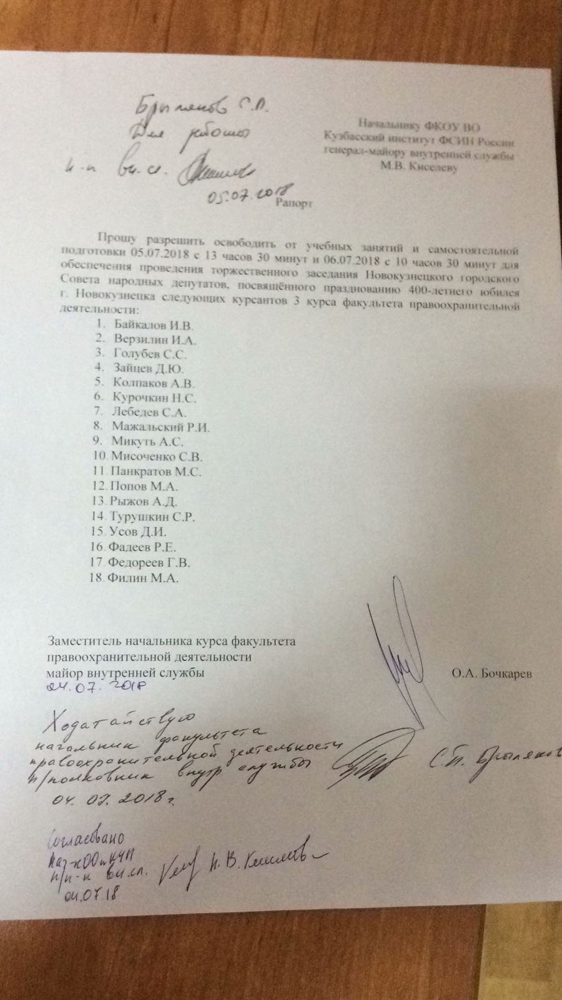 Брыляков С.П.
Для работы
п-п вн.сл.
05.07.2018
Начальнику ФКОУ ВО
Кузбасский институт ФСИН России
генерал-майору внутренней службы
М.В. Киселеву
Рапорт
Прошу разрешить освободить от учебных занятий и самостоятельной
подготовки 05.07.2018 с 13 часов 30 минут и 06.07.2018 с 10 часов 30 минут для
обеспечения проведения торжественного заседания Новокузнецкого городского
Совета народных депутатов, посвящённого празднованию 400-летнего юбилея
г. Новокузнецка следующих курсантов 3 курса факультета правоохранительной
деятельности:
1. Байкалов И.В.
2. Верзилин И.А.
3. Голубев С.С.
4. Зайцев Д.Ю.
5. Колпаков А.В.
6. Курочкин Н.С.
7. Лебедев С.А.
8. Мажальский Р.И.
9. Микуть А.С.
10. Мисоченко С.В.
11. Панкратов М.С.
12. Попов М.А.
13. Рыжов А.Д.
14. Турушкин С.Р.
15. Усов Д.И.
16. Фадеев Р.Е.
17. Федореев Г.В.
18. Филин М.А.
Заместитель начальника курса факультета
правоохранительной деятельности
майор внутренней службы О.А. Бочкарев
04.07.2018
Ходатайствую
начальник факультета
правоохранительной деятельности
п/полковник внутр службы С.П. Брыляков
04.07.2018г.
Согласовано
п/п-к вн.сл.
04.07.18